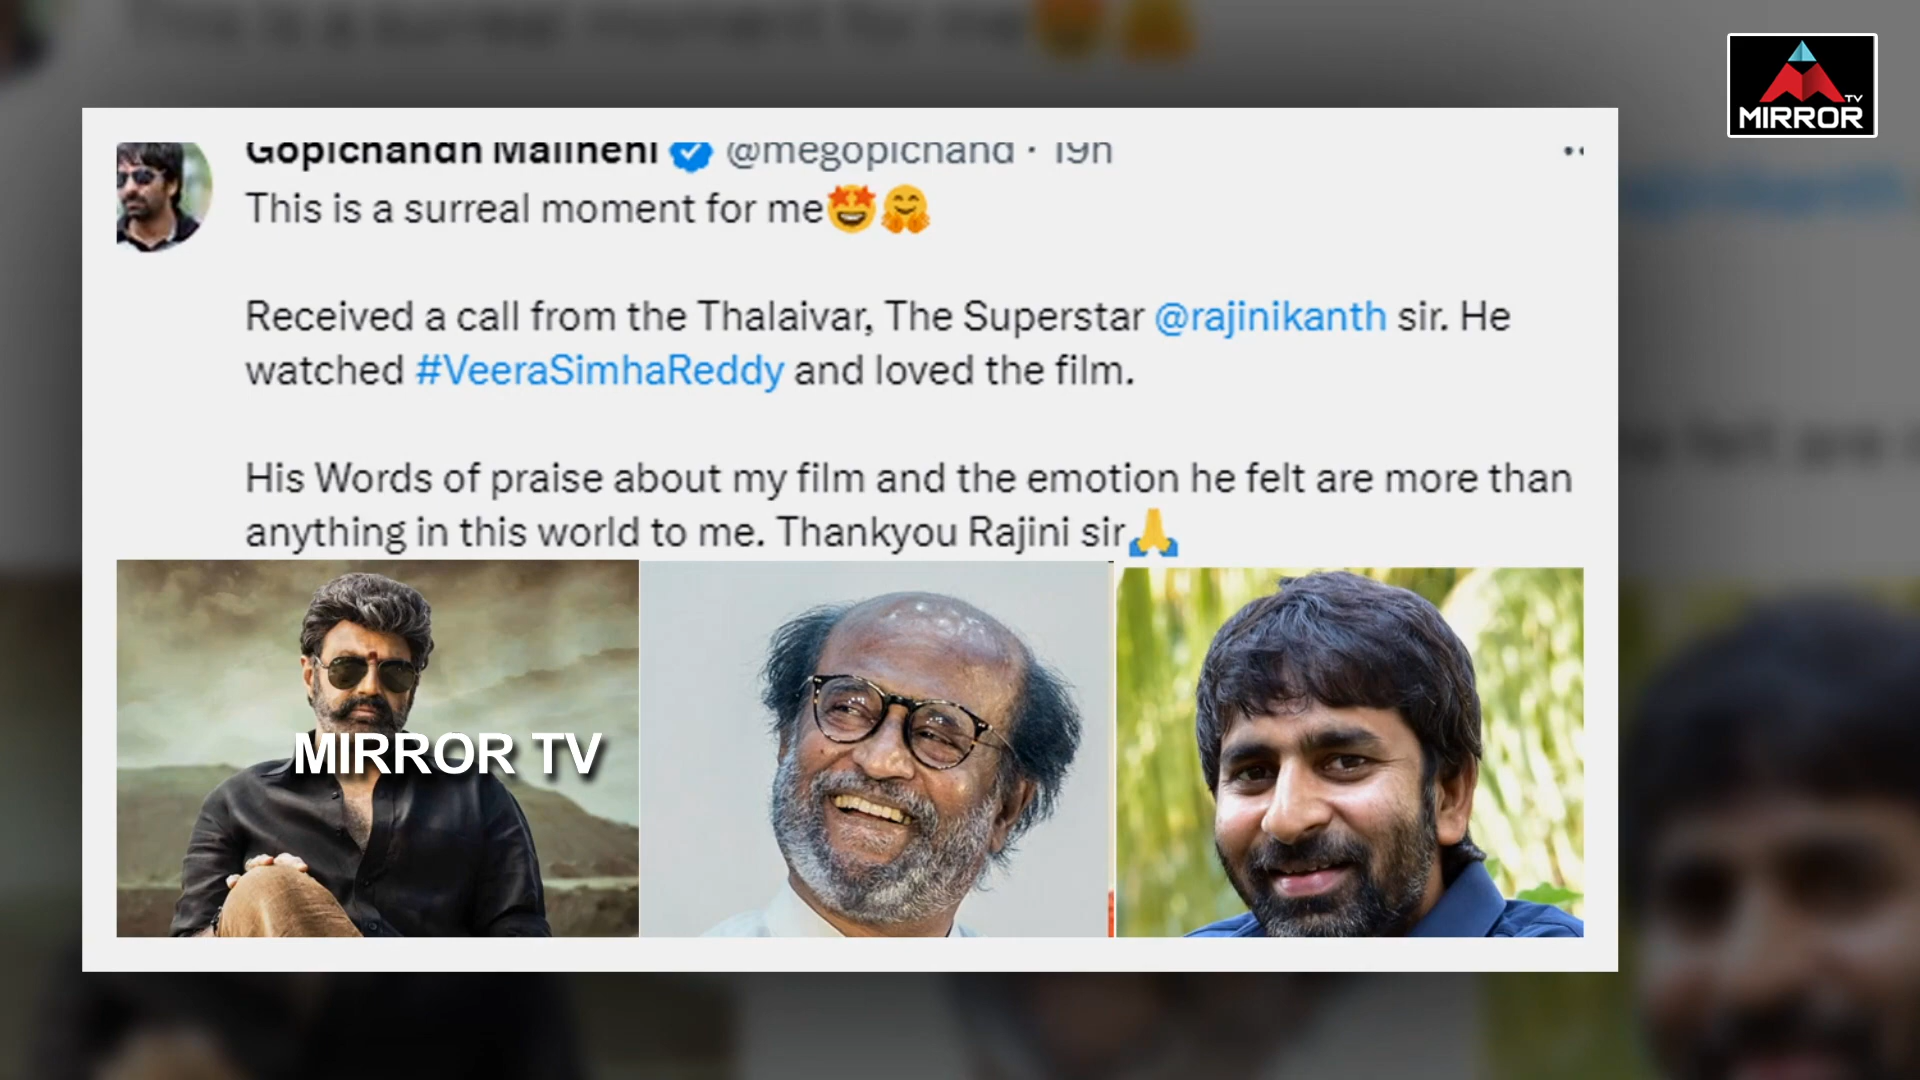 TV
MIRROR
Gopichandh Malineni @megopichand · 19h
This is a surreal moment for me🤩🤗
Received a call from the Thalaivar, The Superstar @rajinikanth sir. He
watched #VeeraSimhaReddy and loved the film.
His Words of praise about my film and the emotion he felt are more than
anything in this world to me. Thankyou Rajini sir🙏
MIRROR TV